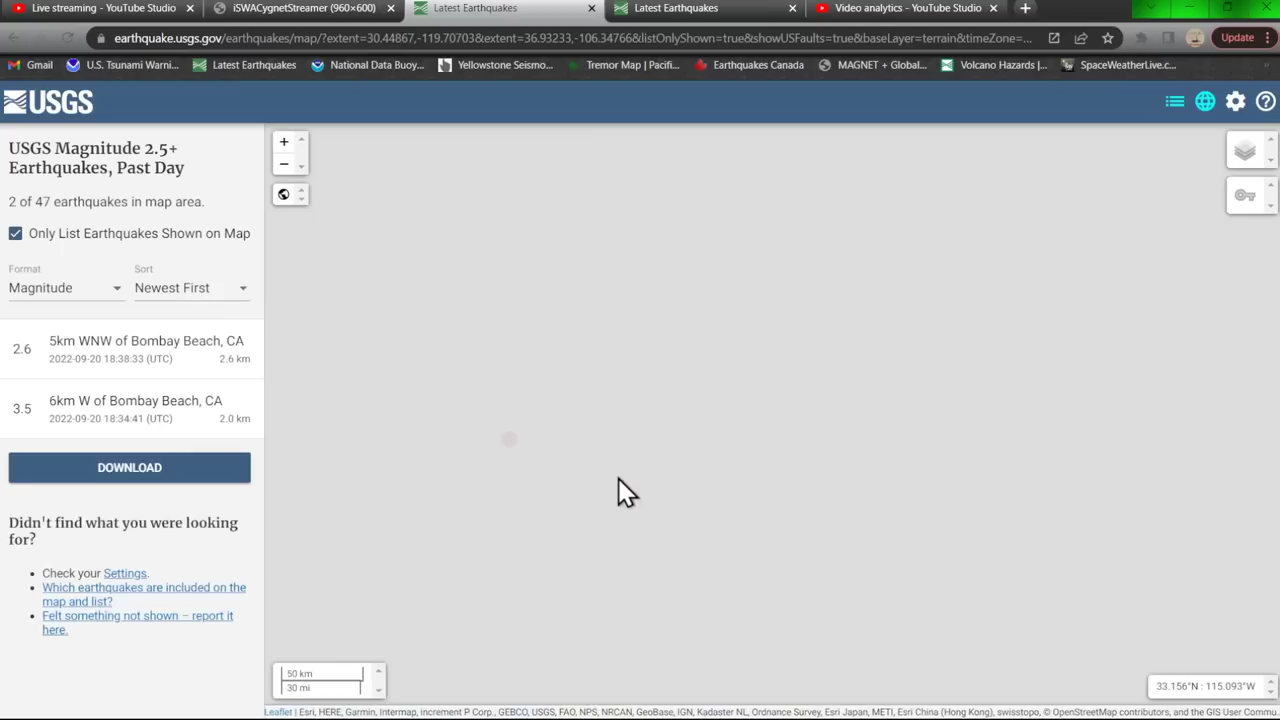 Live streaming - YouTube Studio
iSWACygnetStreamer (960×600)
Latest Earthquakes
Latest Earthquakes
Video analytics - YouTube Studio
earthquake.usgs.gov/earthquakes/map/?extent=30.44867,-119.70703&extent=36.93233,-106.34766&listOnlyShown=true&showUSFaults=true&baseLayer=terrain&timeZone=...
Update
Gmail
U.S. Tsunami Warni...
Latest Earthquakes
National Data Buoy...
Yellowstone Seismo...
Tremor Map | Pacifi...
Earthquakes Canada
MAGNET + Global...
Volcano Hazards |...
SpaceWeatherLive.c...
USGS
USGS Magnitude 2.5+
Earthquakes, Past Day
2 of 47 earthquakes in map area.
Only List Earthquakes Shown on Map
Format
Sort
Magnitude
Newest First
2.6
5km WNW of Bombay Beach, CA
2022-09-20 18:38:33 (UTC)
2.6 km
3.5
6km W of Bombay Beach, CA
2022-09-20 18:34:41 (UTC)
2.0 km
DOWNLOAD
Didn't find what you were looking
for?
Check your Settings.
Which earthquakes are included on the
map and list?
Felt something not shown – report it
here.
+
−
50 km
30 mi
33.156°N : 115.093°W
Leaflet | Esri, HERE, Garmin, Intermap, increment P Corp., GEBCO, USGS, FAO, NPS, NRCAN, GeoBase, IGN, Kadaster NL, Ordnance Survey, Esri Japan, METI, Esri China (Hong Kong), swisstopo, © OpenStreetMap contributors, and the GIS User Commu